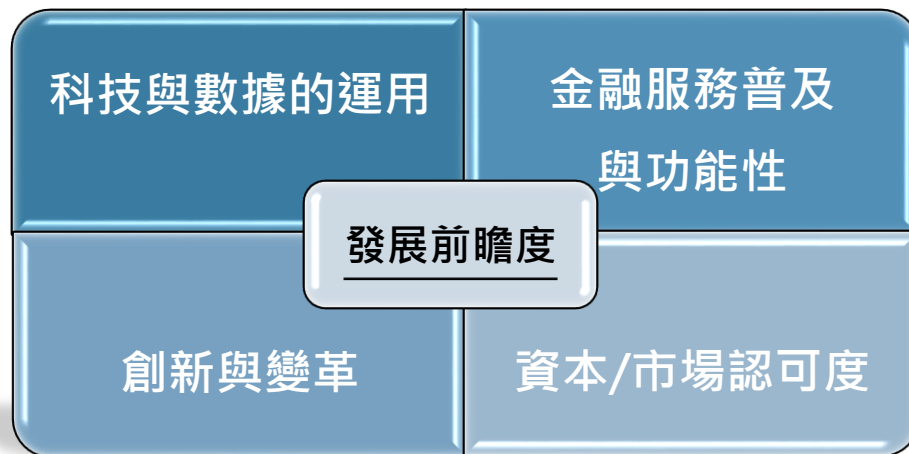 科技與數據的運用
金融服務普及
與功能性
發展前瞻度
創新與變革
資本/市場認可度